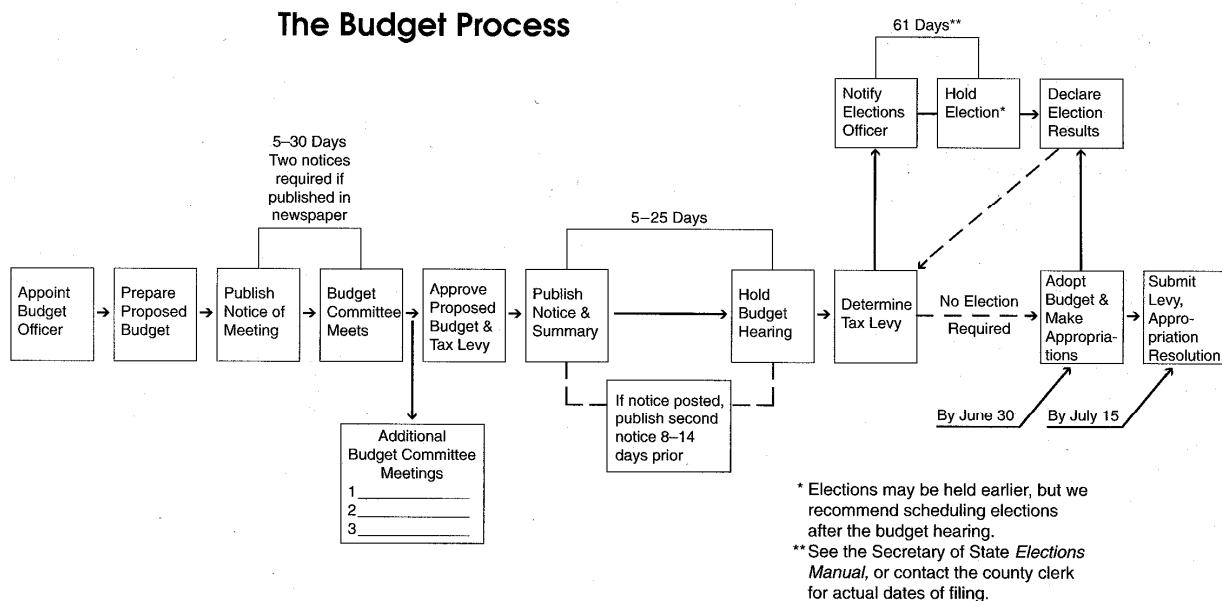 The Budget Process
61 Days**
Notify
Elections
Officer
Hold
Election*
Declare
Election
Results
5–30 Days
Two notices
required if
published in
newspaper
5–25 Days
Appoint
Budget
Officer
Prepare
Proposed
Budget
Publish
Notice of
Meeting
Budget
Committee
Meets
Approve
Proposed
Budget &
Tax Levy
Publish
Notice &
Summary
Hold
Budget
Hearing
Determine
Tax Levy
No Election
Required
Adopt
Budget &
Make
Appropria-
tions
Submit
Levy,
Appro-
priation
Resolution
If notice posted,
publish second
notice 8–14
days prior
By June 30
By July 15
Additional
Budget Committee
Meetings
1
2
3
* Elections may be held earlier, but we
recommend scheduling elections
after the budget hearing.
** See the Secretary of State Elections
Manual, or contact the county clerk
for actual dates of filing.